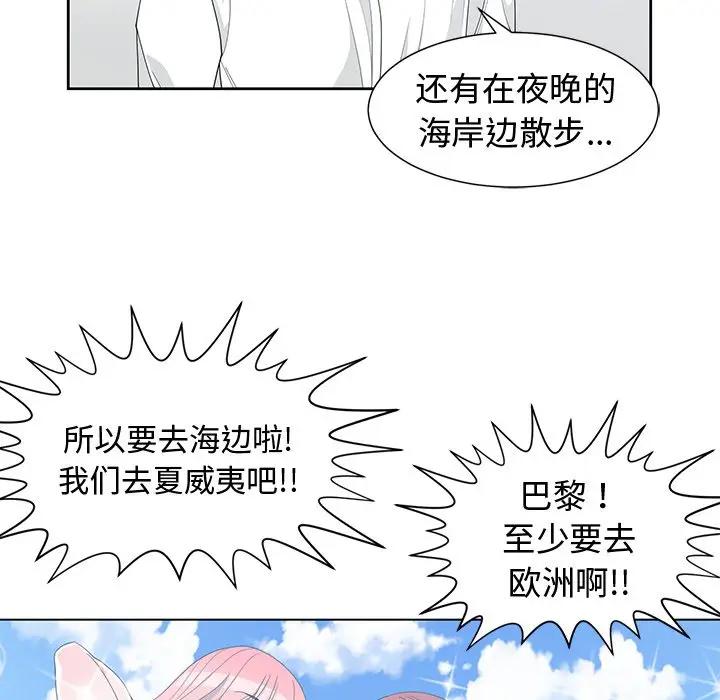 还有在夜晚的
海岸边散步...
所以要去海边啦!
我们去夏威夷吧!!
巴黎！
至少要去
欧洲啊!!